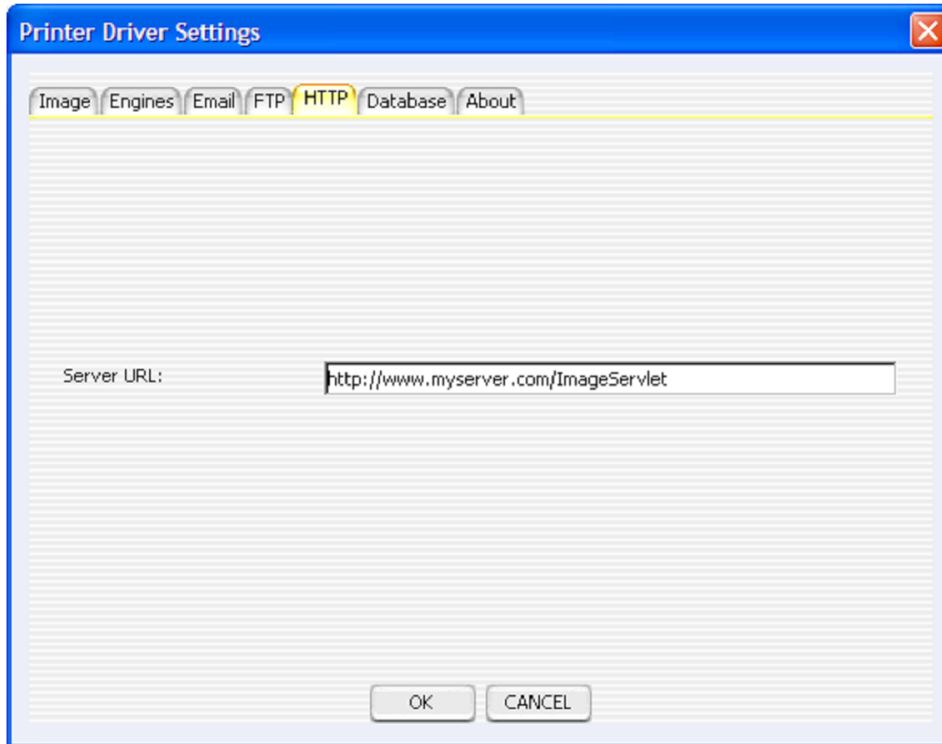 Printer Driver Settings
Image Engines Email FTP HTTP Database About
Server URL: http://www.myserver.com/ImageServlet
OK CANCEL